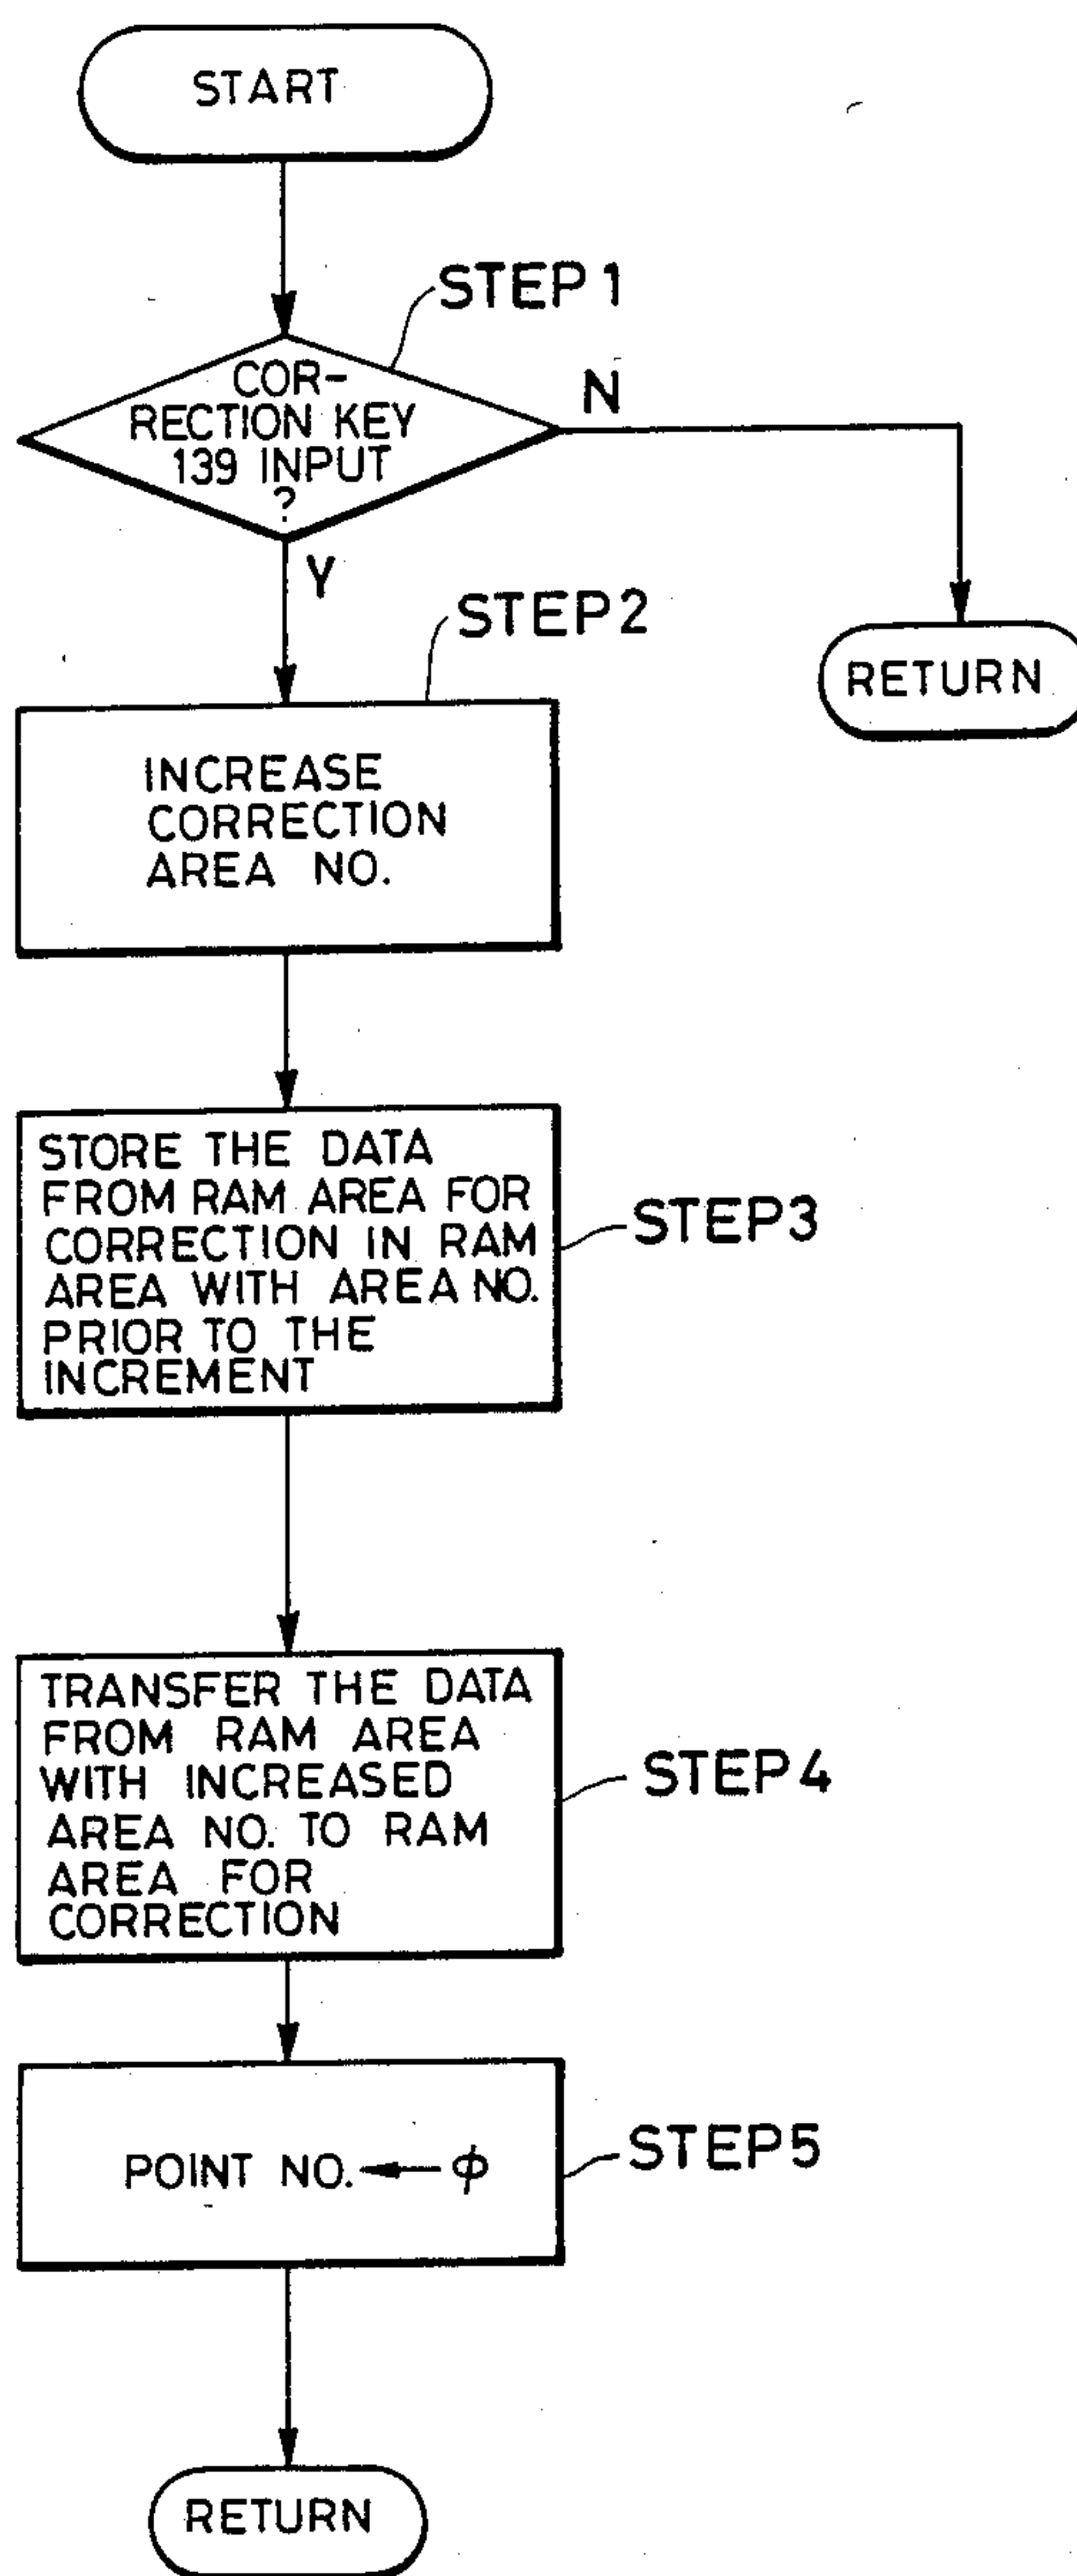 START
STEP 1
COR-
RECTION KEY
139 INPUT
?
N
Y
STEP2
RETURN
INCREASE
CORRECTION
AREA NO.
STORE THE DATA
FROM RAM AREA FOR
CORRECTION IN RAM
AREA WITH AREA NO.
PRIOR TO THE
INCREMENT
STEP3
TRANSFER THE DATA
FROM RAM AREA
WITH INCREASED
AREA NO. TO RAM
AREA FOR
CORRECTION
STEP4
POINT NO. ← ϕ
STEP5
RETURN